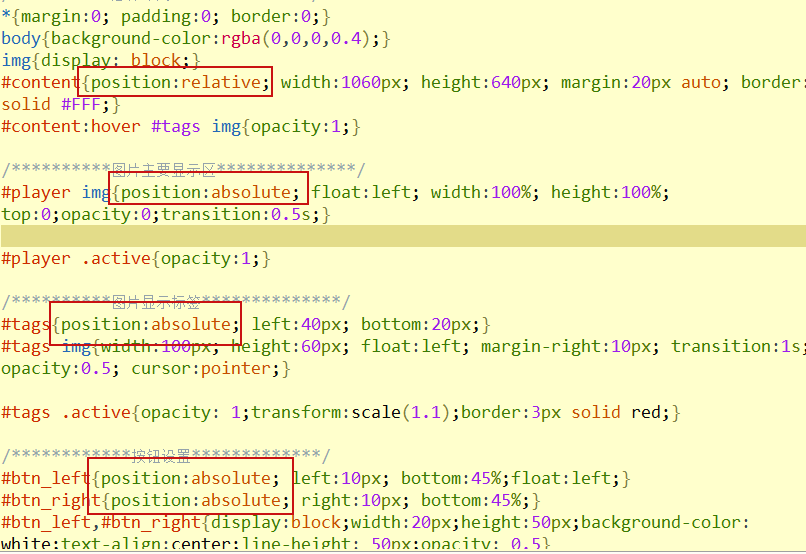 *{margin:0; padding:0; border:0;}
body{background-color:rgba(0,0,0,0.4);}
img{display: block;}
#content{position:relative; width:1060px; height:640px; margin:20px auto; border:
solid #FFF;}
#content:hover #tags img{opacity:1;}
/**********图片主要显示区**************/
#player img{position:absolute; float:left; width:100%; height:100%;
top:0;opacity:0;transition:0.5s;}
#player .active{opacity:1;}
/**********图片显示标签**************/
#tags{position:absolute; left:40px; bottom:20px;}
#tags img{width:100px; height:60px; float:left; margin-right:10px; transition:1s;
opacity:0.5; cursor:pointer;}
#tags .active{opacity: 1;transform:scale(1.1);border:3px solid red;}
/************按钮设置*************/
#btn_left{position:absolute; left:10px; bottom:45%;float:left;}
#btn_right{position:absolute; right:10px; bottom:45%;}
#btn_left,#btn_right{display:block;width:20px;height:50px;background-color:
white;text-align:center;line-height: 50px;opacity: 0.5}